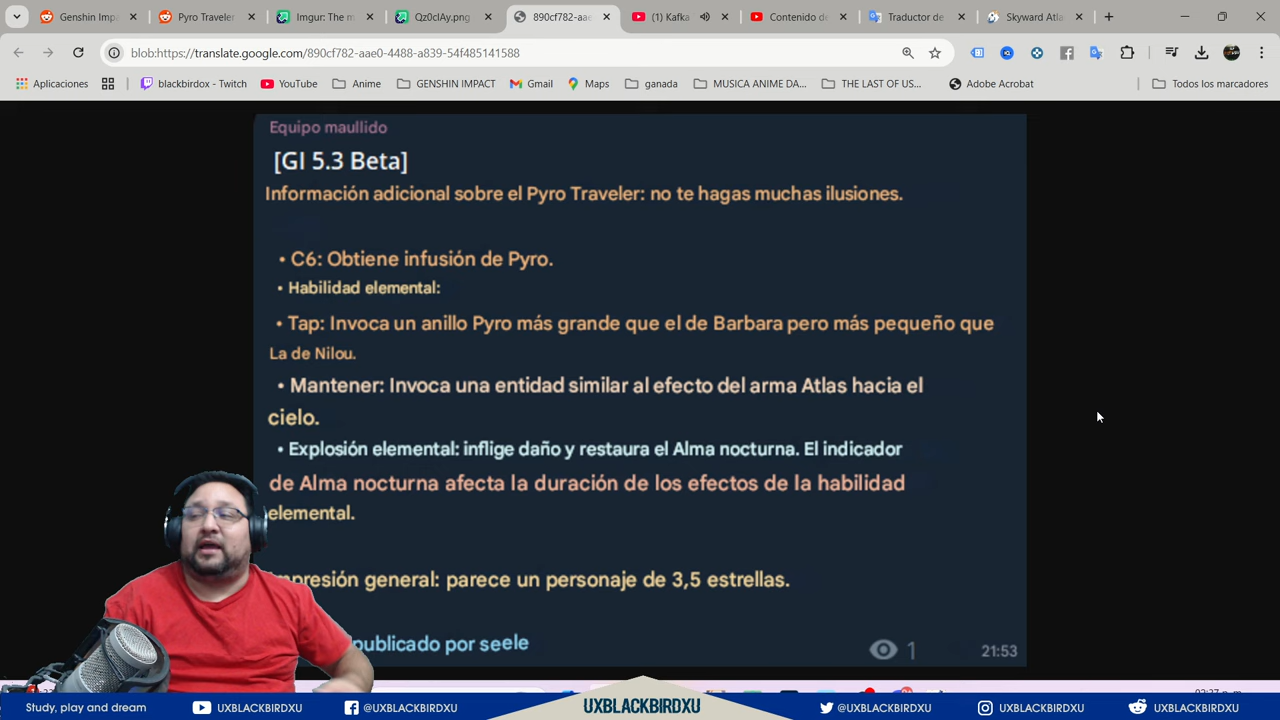 Genshin Impa
Pyro Traveler
Imgur: The m
Qz0cIAy.png
890cf782-aae
(1) Kafka
Contenido de
Traductor de
Skyward Atla
blob:https://translate.google.com/890cf782-aae0-4488-a839-54f485141588
Aplicaciones
blackbirdox - Twitch
YouTube
Anime
GENSHIN IMPACT
Gmail
Maps
ganada
MUSICA ANIME DA...
THE LAST OF US...
Adobe Acrobat
Todos los marcadores
Equipo maullido
[GI 5.3 Beta]
Información adicional sobre el Pyro Traveler: no te hagas muchas ilusiones.
• C6: Obtiene infusión de Pyro.
• Habilidad elemental:
• Tap: Invoca un anillo Pyro más grande que el de Barbara pero más pequeño que
La de Nilou.
• Mantener: Invoca una entidad similar al efecto del arma Atlas hacia el
cielo.
• Explosión elemental: inflige daño y restaura el Alma nocturna. El indicador
de Alma nocturna afecta la duración de los efectos de la habilidad
elemental.
mpresión general: parece un personaje de 3,5 estrellas.
publicado por seele
1
21:53
Study, play and dream
UXBLACKBIRDXU
@UXBLACKBIRDXU
UXBLACKBIRDXU
@UXBLACKBIRDXU
UXBLACKBIRDXU
UXBLACKBIRDXU